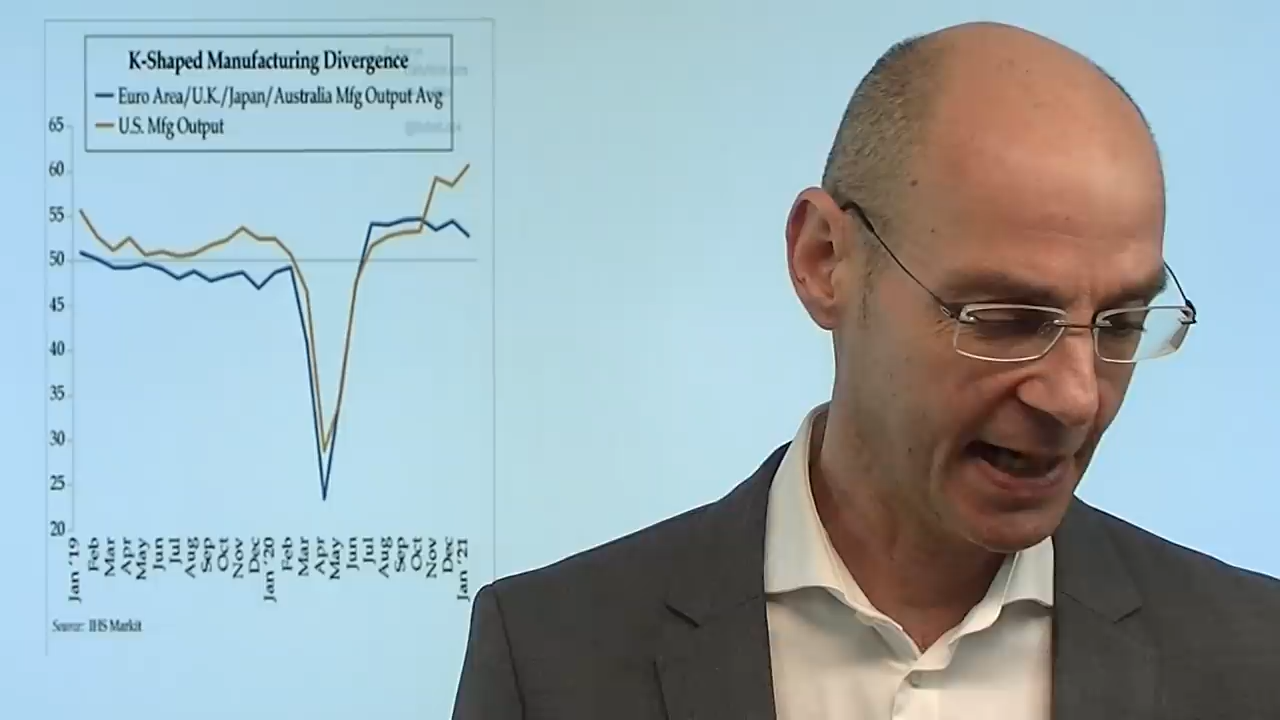 K-Shaped Manufacturing Divergence
Euro Area/U.K./Japan/Australia Mfg Output Avg
U.S. Mfg Output
65
60
55
50
45
40
35
30
25
20
Jan '19 Feb Mar Apr May Jun Jul Aug Sep Oct Nov Dec Jan '20 Feb Mar Apr May Jun Jul Aug Sep Oct Nov Dec Jan '21
Source: IHS Markit